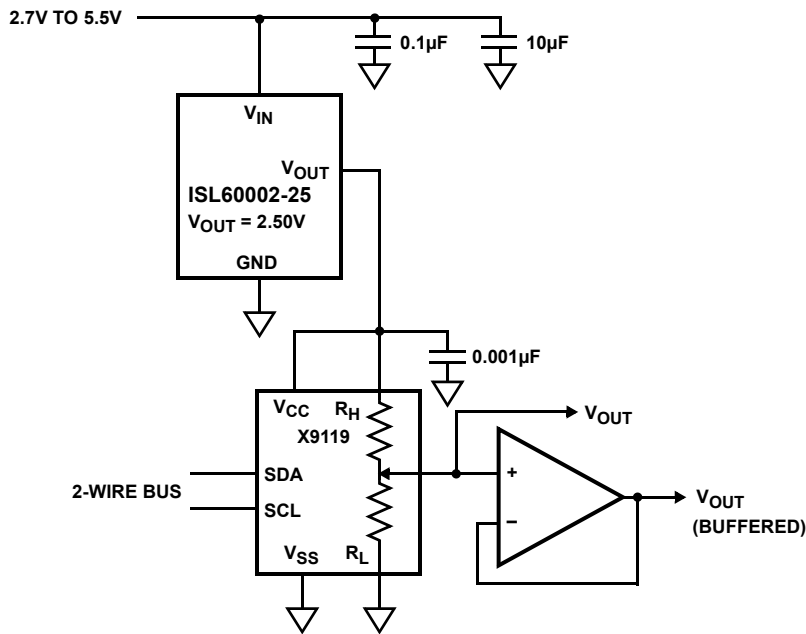 2.7V TO 5.5V
0.1µF
10µF
VIN
VOUT
ISL60002-25
VOUT = 2.50V
GND
0.001µF
VCC
RH
X9119
VOUT
2-WIRE BUS
SDA
SCL
+
−
VOUT
(BUFFERED)
VSS
RL